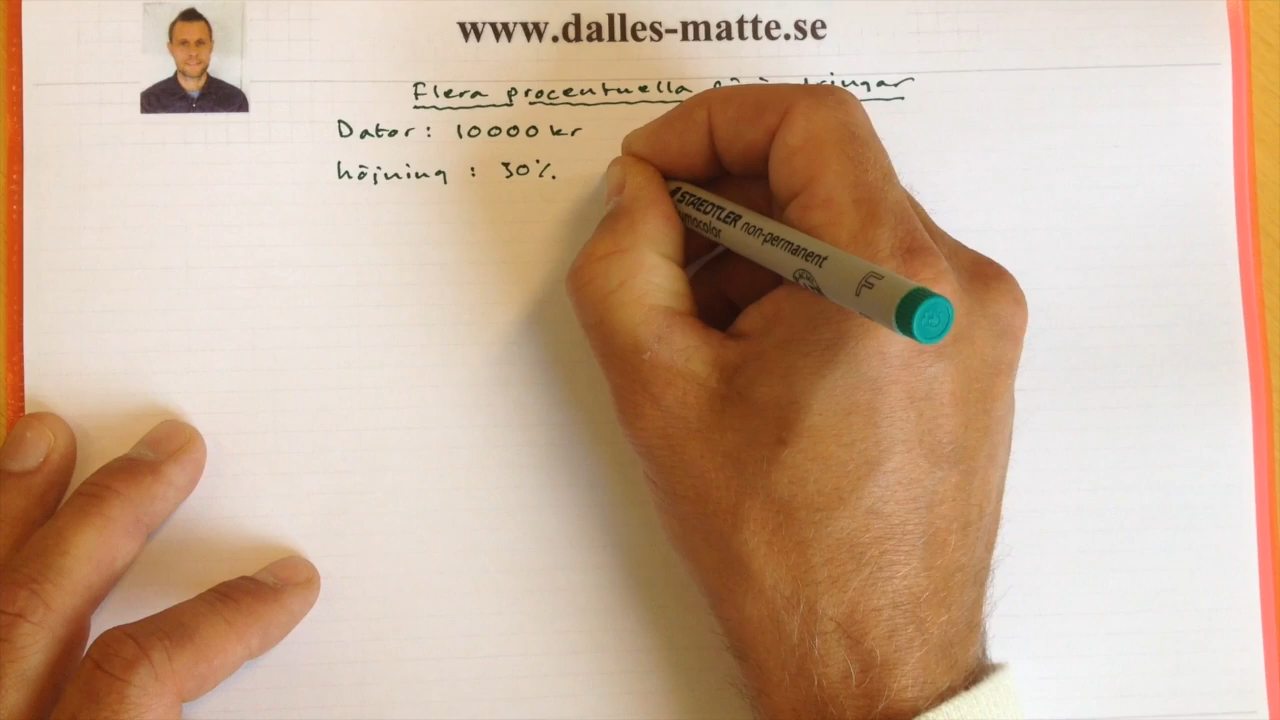 www.dalles-matte.se
Flera procentuella
Dator: 10000 kr
höjning: 30%
STAEDTLER non-permanent
F